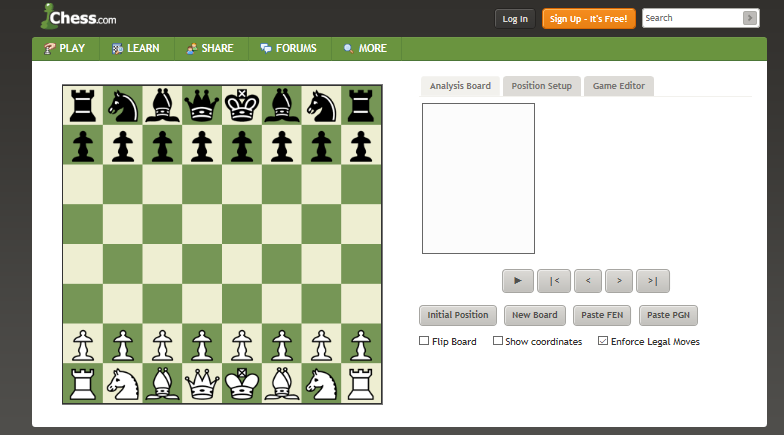 Chess.com
Log In
Sign Up - It's Free!
Search
PLAY
LEARN
SHARE
FORUMS
MORE
Analysis Board
Position Setup
Game Editor
|<
<
>
>|
Initial Position
New Board
Paste FEN
Paste PGN
Flip Board
Show coordinates
Enforce Legal Moves